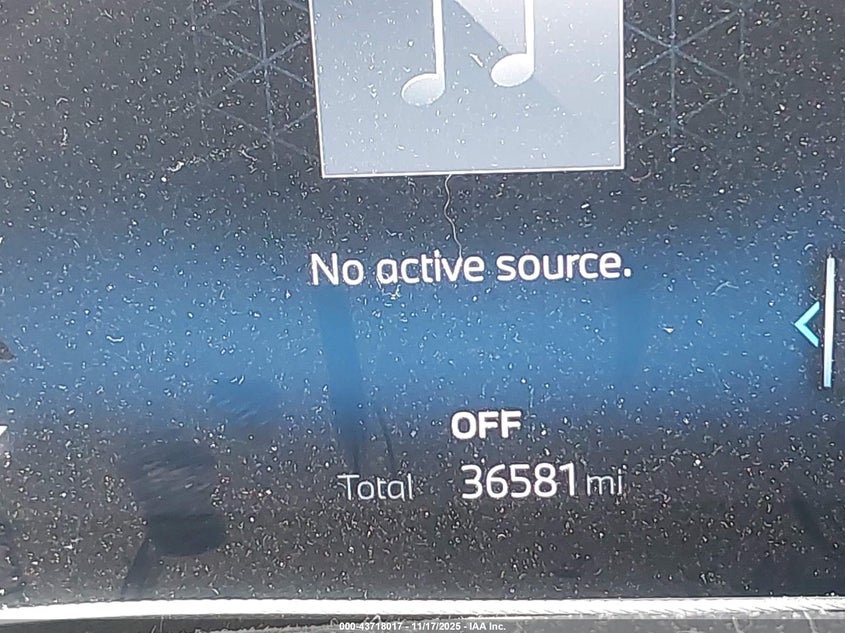 No active source.
OFF
Total 36581 mi
000-43718017 - 11/17/2025 - IAA Inc.